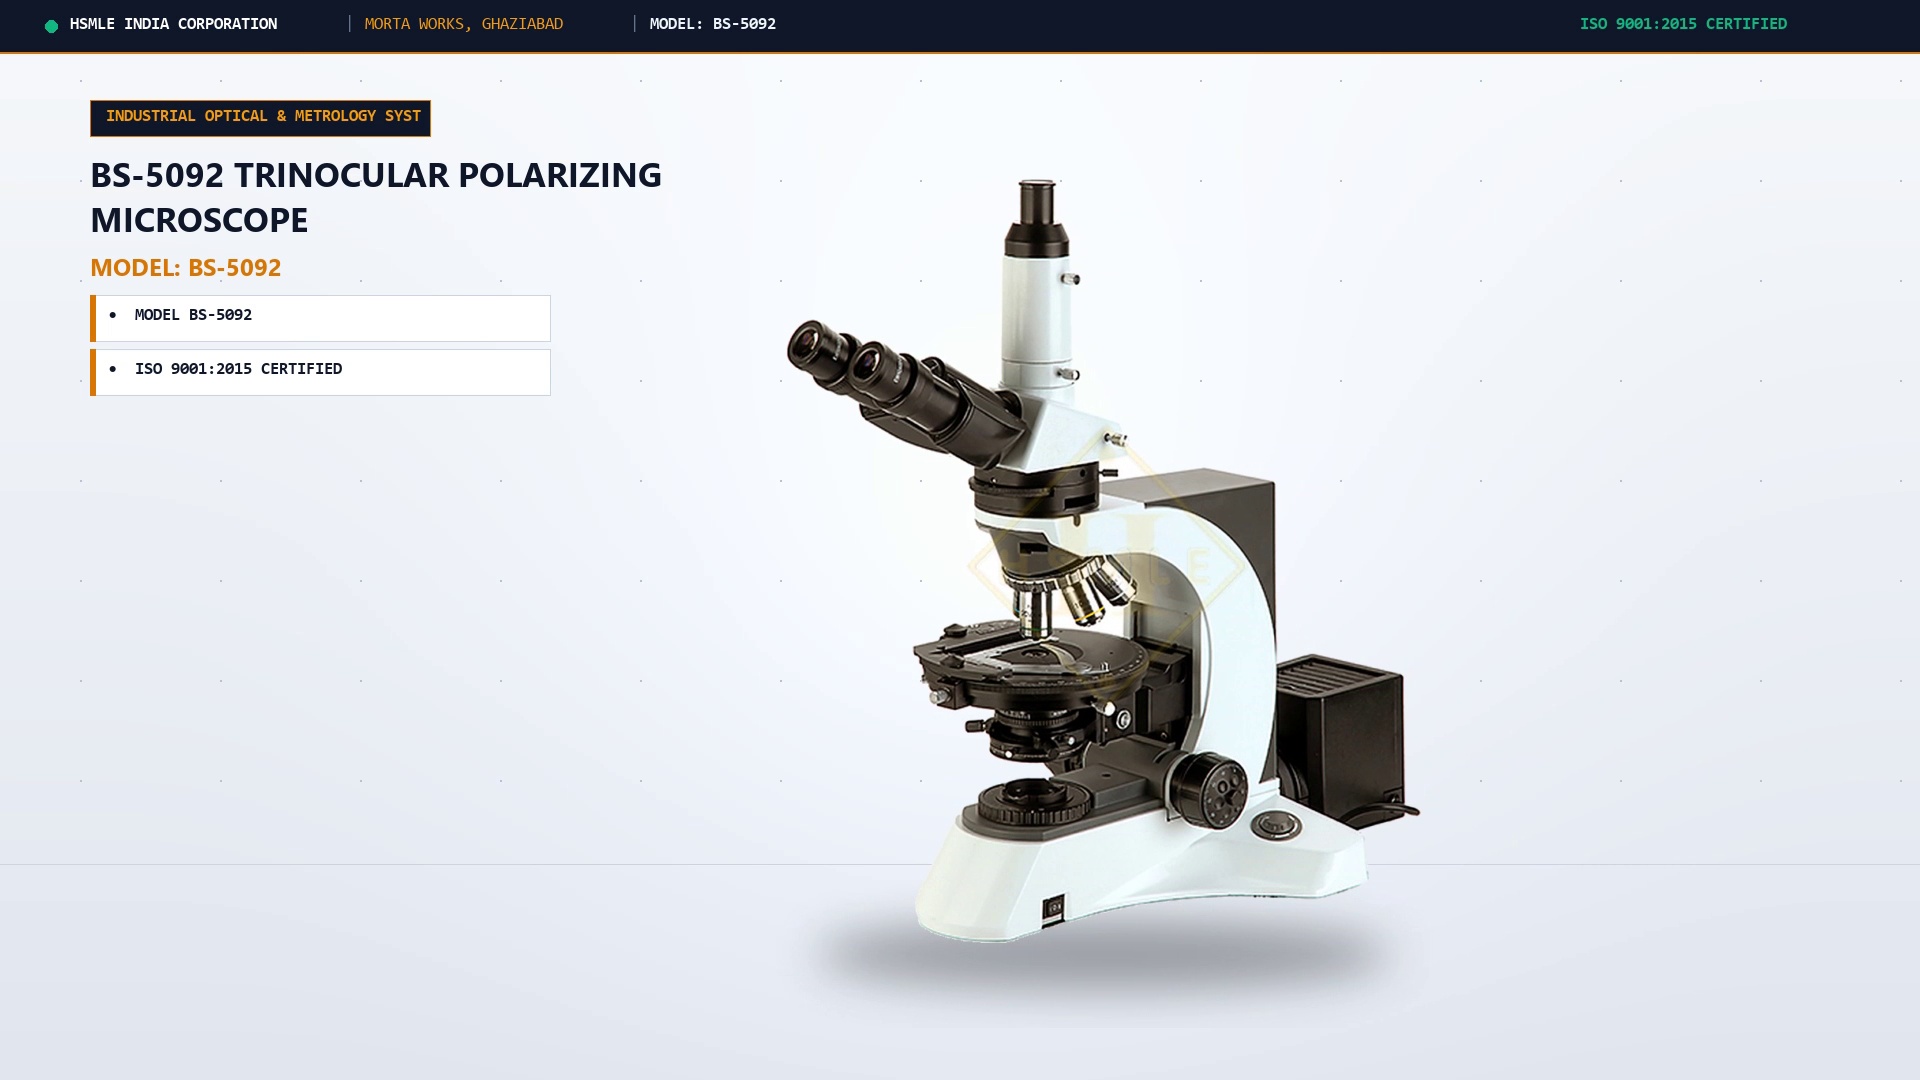 HSMLE INDIA CORPORATION
MORTA WORKS, GHAZIABAD
MODEL: BS-5092
ISO 9001:2015 CERTIFIED
INDUSTRIAL OPTICAL & METROLOGY SYST
BS-5092 TRINOCULAR POLARIZING
MICROSCOPE
MODEL: BS-5092
• MODEL BS-5092
• ISO 9001:2015 CERTIFIED
HSMLE